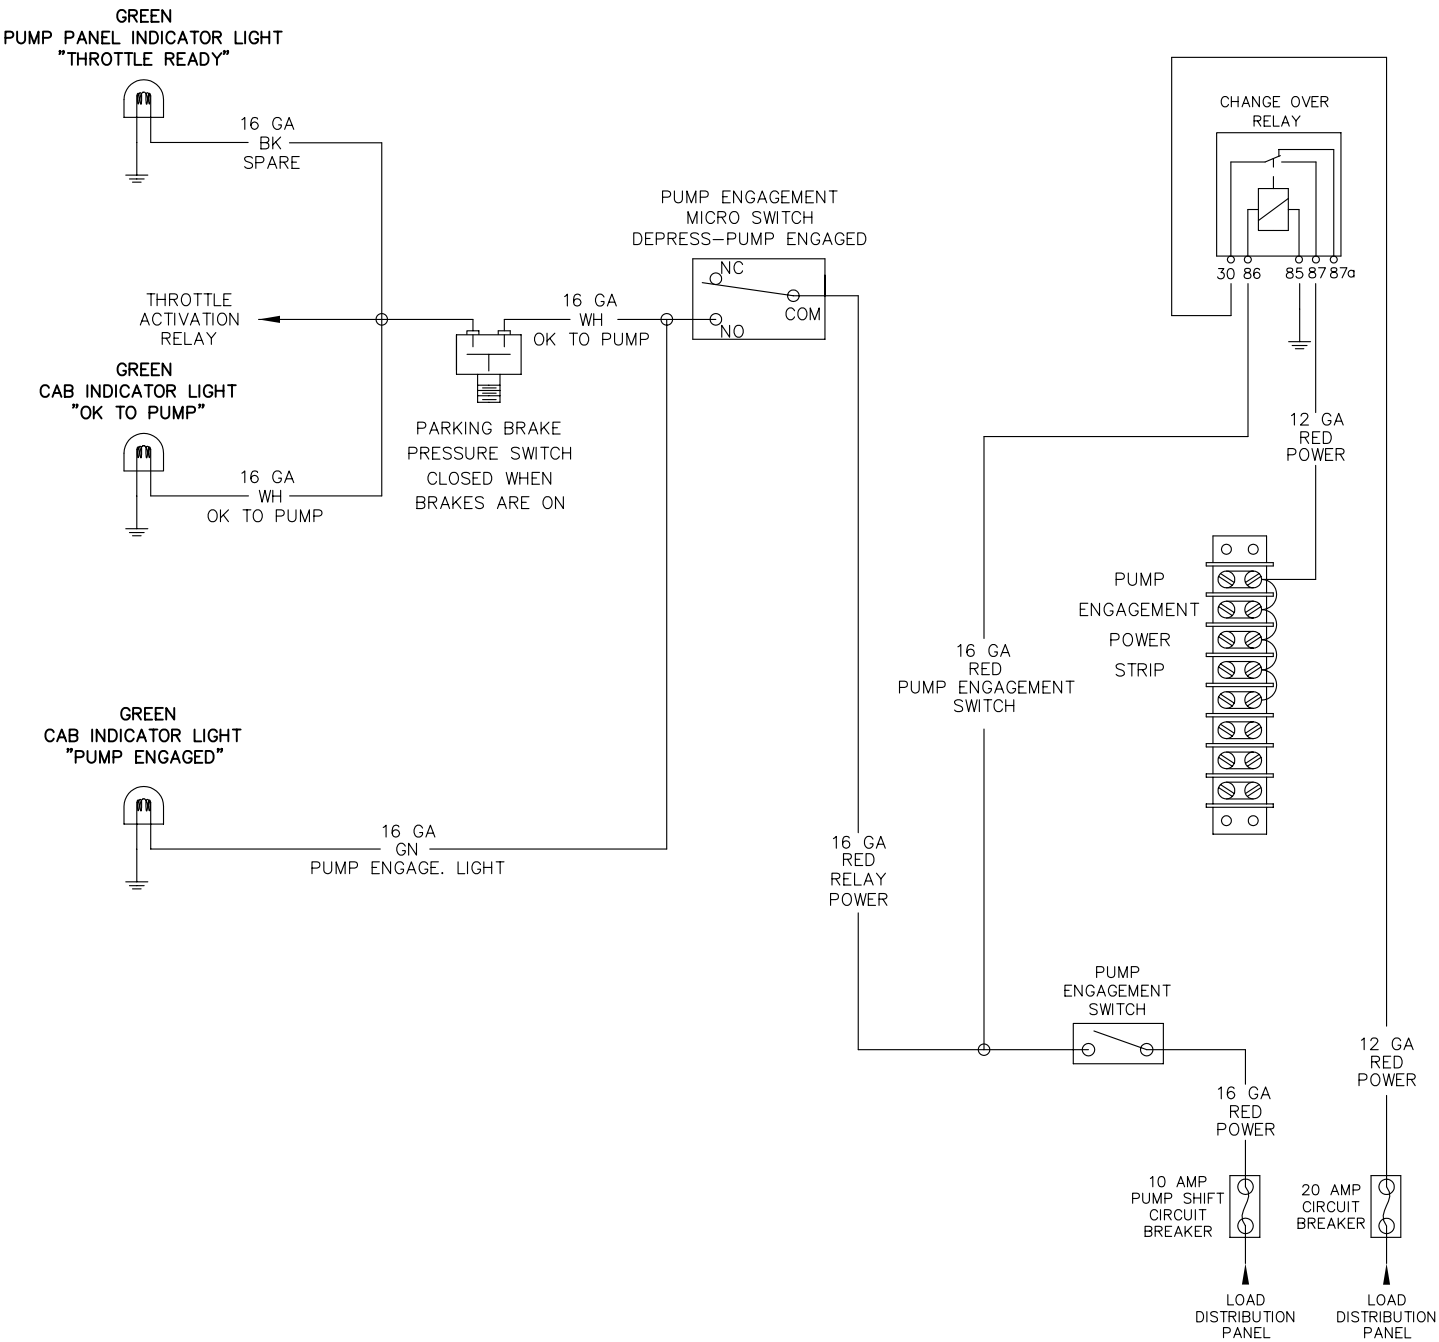 GREEN
PUMP PANEL INDICATOR LIGHT
"THROTTLE READY"
16 GA
BK
SPARE
THROTTLE
ACTIVATION
RELAY
GREEN
CAB INDICATOR LIGHT
"OK TO PUMP"
16 GA
WH
OK TO PUMP
PARKING BRAKE
PRESSURE SWITCH
CLOSED WHEN
BRAKES ARE ON
16 GA
WH
OK TO PUMP
PUMP ENGAGEMENT
MICRO SWITCH
DEPRESS-PUMP ENGAGED
NC
COM
NO
CHANGE OVER
RELAY
30 86 85 87 87a
12 GA
RED
POWER
PUMP
ENGAGEMENT
POWER
STRIP
16 GA
RED
PUMP ENGAGEMENT
SWITCH
GREEN
CAB INDICATOR LIGHT
"PUMP ENGAGED"
16 GA
GN
PUMP ENGAGE. LIGHT
16 GA
RED
RELAY
POWER
PUMP
ENGAGEMENT
SWITCH
16 GA
RED
POWER
12 GA
RED
POWER
10 AMP
PUMP SHIFT
CIRCUIT
BREAKER
20 AMP
CIRCUIT
BREAKER
LOAD
DISTRIBUTION
PANEL
LOAD
DISTRIBUTION
PANEL